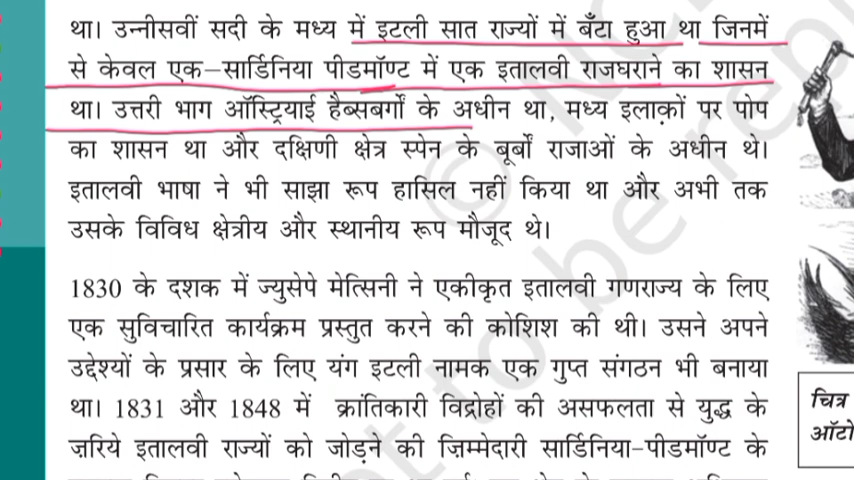 था। उन्नीसवीं सदी के मध्य में इटली सात राज्यों में बँटा हुआ था जिनमें
से केवल एक–सार्डिनिया पीडमॉण्ट में एक इतालवी राजघराने का शासन
था। उत्तरी भाग ऑस्ट्रियाई हैब्सबर्गों के अधीन था, मध्य इलाक़ों पर पोप
का शासन था और दक्षिणी क्षेत्र स्पेन के बूर्बों राजाओं के अधीन थे।
इतालवी भाषा ने भी साझा रूप हासिल नहीं किया था और अभी तक
उसके विविध क्षेत्रीय और स्थानीय रूप मौजूद थे।
1830 के दशक में ज्युसेपे मेत्सिनी ने एकीकृत इतालवी गणराज्य के लिए
एक सुविचारित कार्यक्रम प्रस्तुत करने की कोशिश की थी। उसने अपने
उद्देश्यों के प्रसार के लिए यंग इटली नामक एक गुप्त संगठन भी बनाया
था। 1831 और 1848 में क्रांतिकारी विद्रोहों की असफलता से युद्ध के
ज़रिये इतालवी राज्यों को जोड़ने की ज़िम्मेदारी सार्डिनिया-पीडमॉण्ट के
चित्र
ऑटो